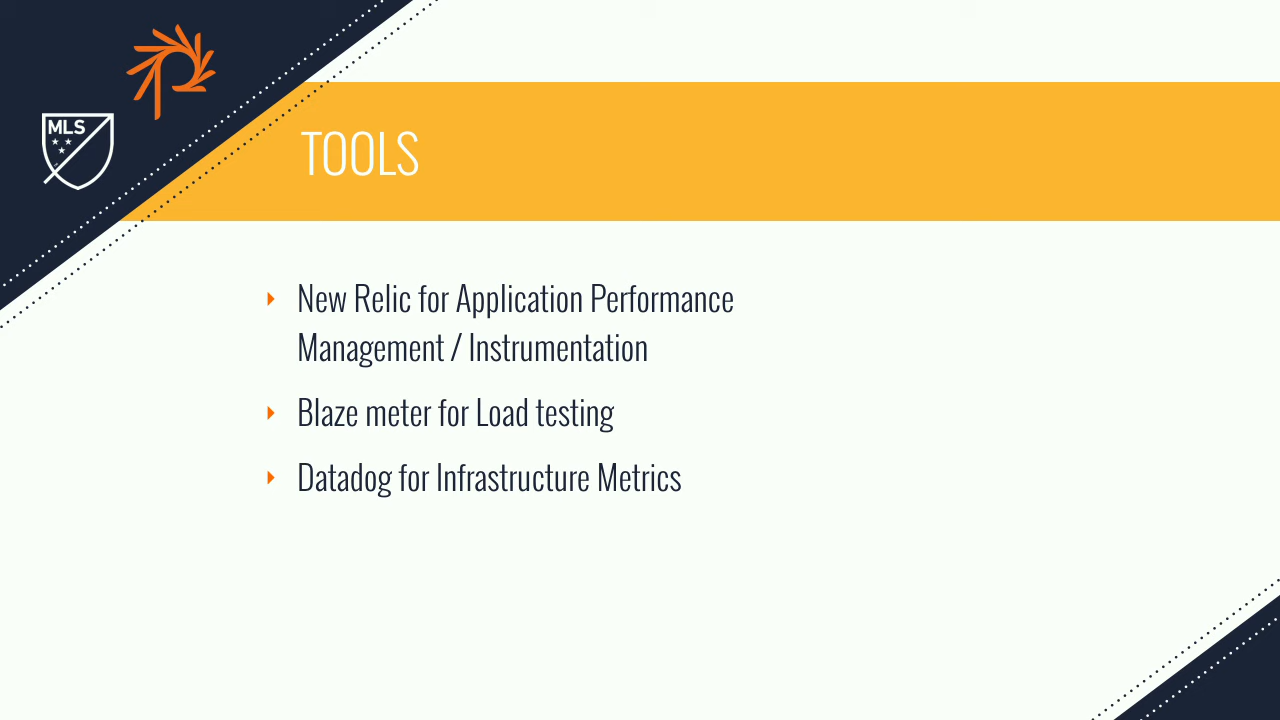 MLS
TOOLS
New Relic for Application Performance
Management / Instrumentation
Blaze meter for Load testing
Datadog for Infrastructure Metrics